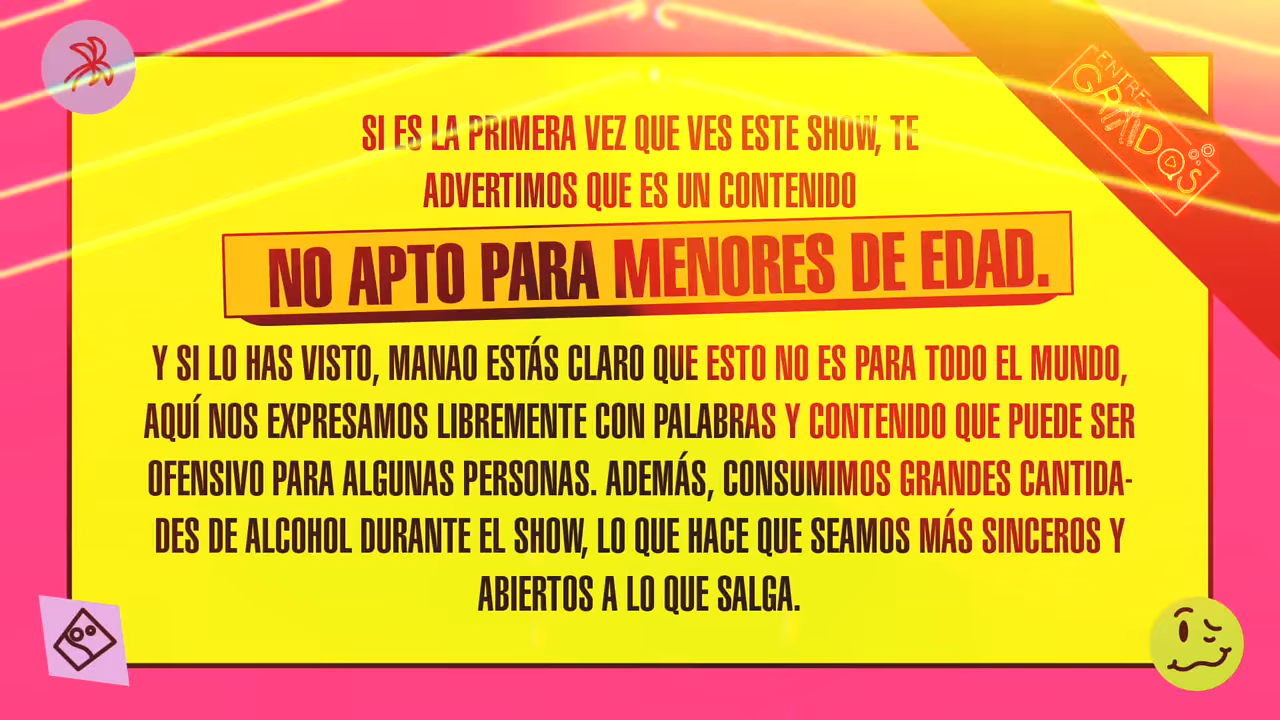 ENTRE
GRADOS
SI ES LA PRIMERA VEZ QUE VES ESTE SHOW, TE
ADVERTIMOS QUE ES UN CONTENIDO
NO APTO PARA MENORES DE EDAD.
Y SI LO HAS VISTO, MANAO ESTÁS CLARO QUE ESTO NO ES PARA TODO EL MUNDO,
AQUÍ NOS EXPRESAMOS LIBREMENTE CON PALABRAS Y CONTENIDO QUE PUEDE SER
OFENSIVO PARA ALGUNAS PERSONAS. ADEMÁS, CONSUMIMOS GRANDES CANTIDA-
DES DE ALCOHOL DURANTE EL SHOW, LO QUE HACE QUE SEAMOS MÁS SINCEROS Y
ABIERTOS A LO QUE SALGA.